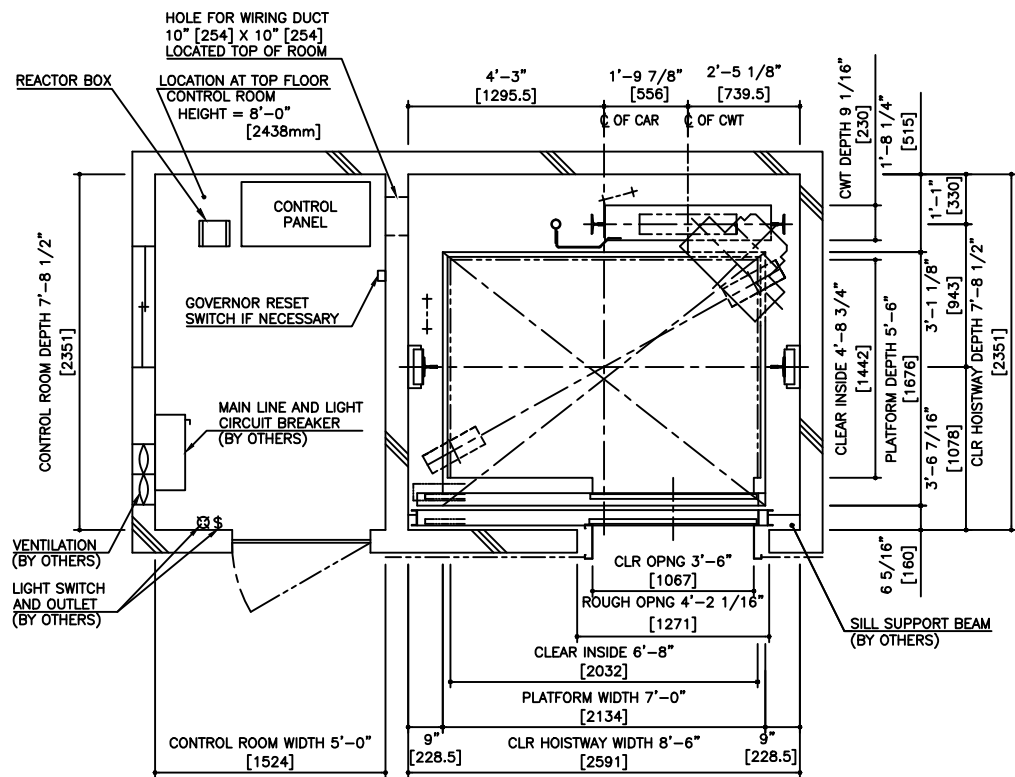 HOLE FOR WIRING DUCT
10" [254] X 10" [254]
LOCATED TOP OF ROOM
REACTOR BOX
LOCATION AT TOP FLOOR
CONTROL ROOM
HEIGHT = 8'-0"
[2438mm]
4'-3"
[1295.5]
1'-9 7/8"
[556]
2'-5 1/8"
[739.5]
℄ OF CAR
℄ OF CWT
CWT DEPTH 9 1/16"
[230]
1'-8 1/4"
[515]
CONTROL
PANEL
1'-1"
[330]
CONTROL ROOM DEPTH 7'-8 1/2"
[2351]
GOVERNOR RESET
SWITCH IF NECESSARY
CLEAR INSIDE 4'-8 3/4"
[1442]
PLATFORM DEPTH 5'-6"
[1676]
3'-1 1/8"
[943]
3'-6 7/16"
[1078]
CLR HOISTWAY DEPTH 7'-8 1/2"
[2351]
MAIN LINE AND LIGHT
CIRCUIT BREAKER
(BY OTHERS)
$
VENTILATION
(BY OTHERS)
LIGHT SWITCH
AND OUTLET
(BY OTHERS)
6 5/16"
[160]
CLR OPNG 3'-6"
[1067]
ROUGH OPNG 4'-2 1/16"
[1271]
SILL SUPPORT BEAM
(BY OTHERS)
CLEAR INSIDE 6'-8"
[2032]
PLATFORM WIDTH 7'-0"
[2134]
CONTROL ROOM WIDTH 5'-0"
[1524]
9"
[228.5]
CLR HOISTWAY WIDTH 8'-6"
[2591]
9"
[228.5]